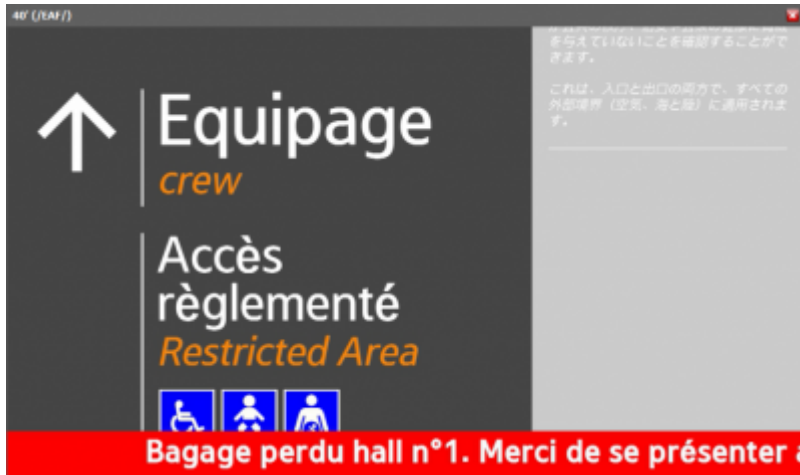 40' (/EAF/)
Equipage
crew
Accès
règlementé
Restricted Area
を与えていないことを確認することがで
きます。
これは、入口と出口の両方で、すべての
外部境界（空気、海と陸）に適用されま
す。
Bagage perdu hall n°1. Merci de se présenter